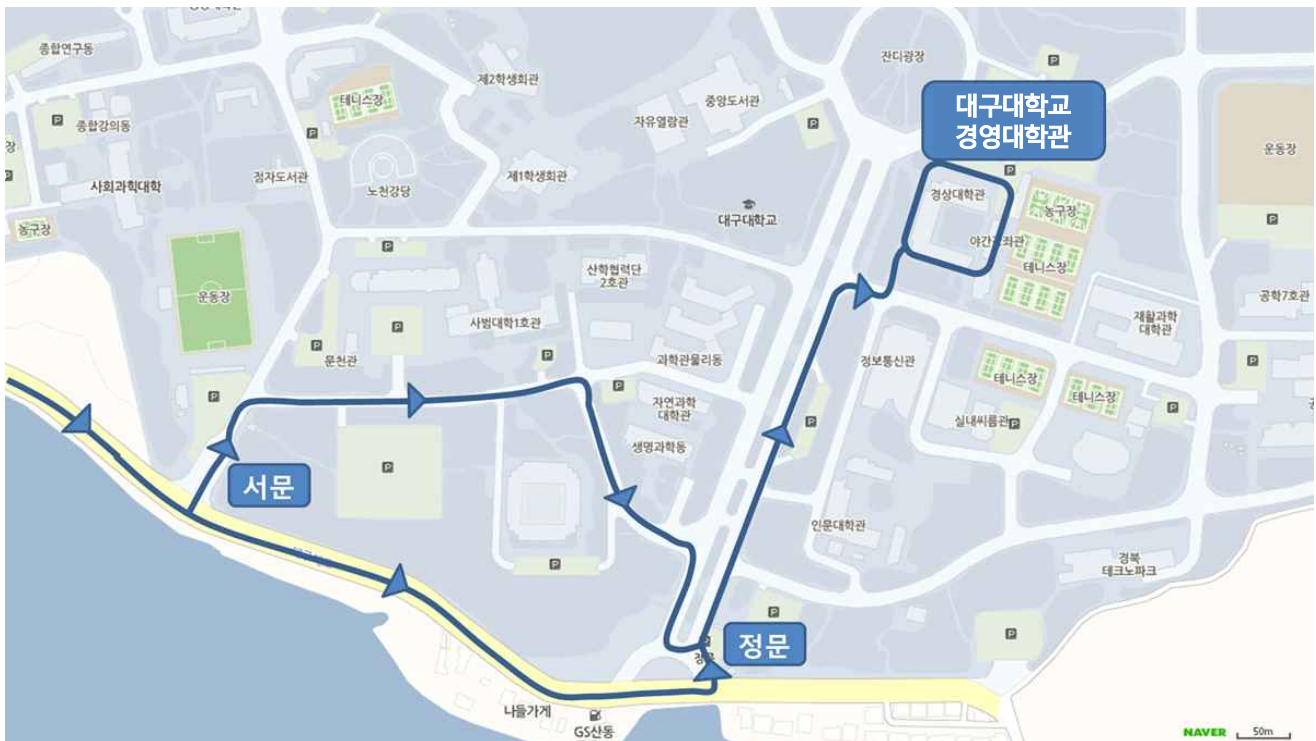 종합연구동
P
종합강의동
사회과학대학
농구장
운동장
P
P
테니스장
점자도서관
노천강당
제2학생회관
제1학생회관
자유열람관
중앙도서관
P
잔디광장
P
대구대학교
경영대학관
운동장
P
대구대학교
P
경상대학관
농구장
야간강좌관
테니스장
P
산학협력단
2호관
사범대학1호관
P
P
문천관
P
P
과학관물리동
P
자연과학
대학관
생명과학동
정보통신관
테니스장
테니스장
P
실내씨름관
P
재활과학
대학관
공학7호관
P
P
서문
P
P
인문대학관
경북
테크노파크
P
P
정문
나들가게
GS산동
NAVER
50m